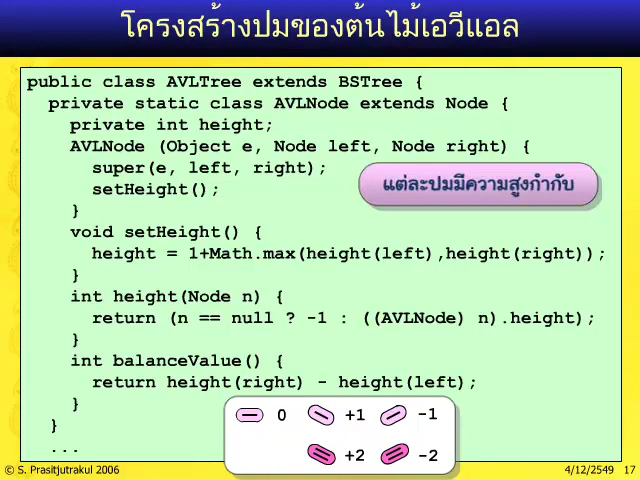 โครงสร้างปมของต้นไม้เอวีแอล
public class AVLTree extends BSTree {
private static class AVLNode extends Node {
private int height;
AVLNode (Object e, Node left, Node right) {
super(e, left, right);
setHeight();
}
แต่ละปมมีความสูงกำกับ
void setHeight() {
height = 1+Math.max(height(left),height(right));
}
int height(Node n) {
return (n == null ? -1 : ((AVLNode) n).height);
}
int balanceValue() {
return height(right) - height(left);
}
}
...
0 +1 -1
+2 -2
© S. Prasitjutrakul 2006
4/12/2549 17